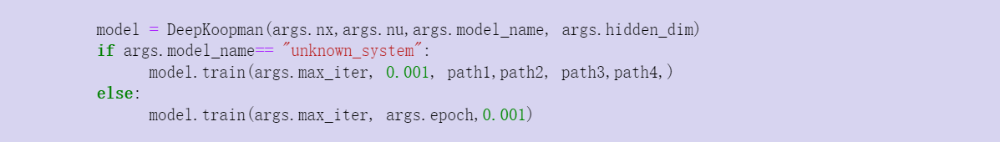 model = DeepKoopman(args.nx,args.nu,args.model_name, args.hidden_dim)
if args.model_name== "unknown_system":
model.train(args.max_iter, 0.001, path1,path2, path3,path4,)
else:
model.train(args.max_iter, args.epoch,0.001)